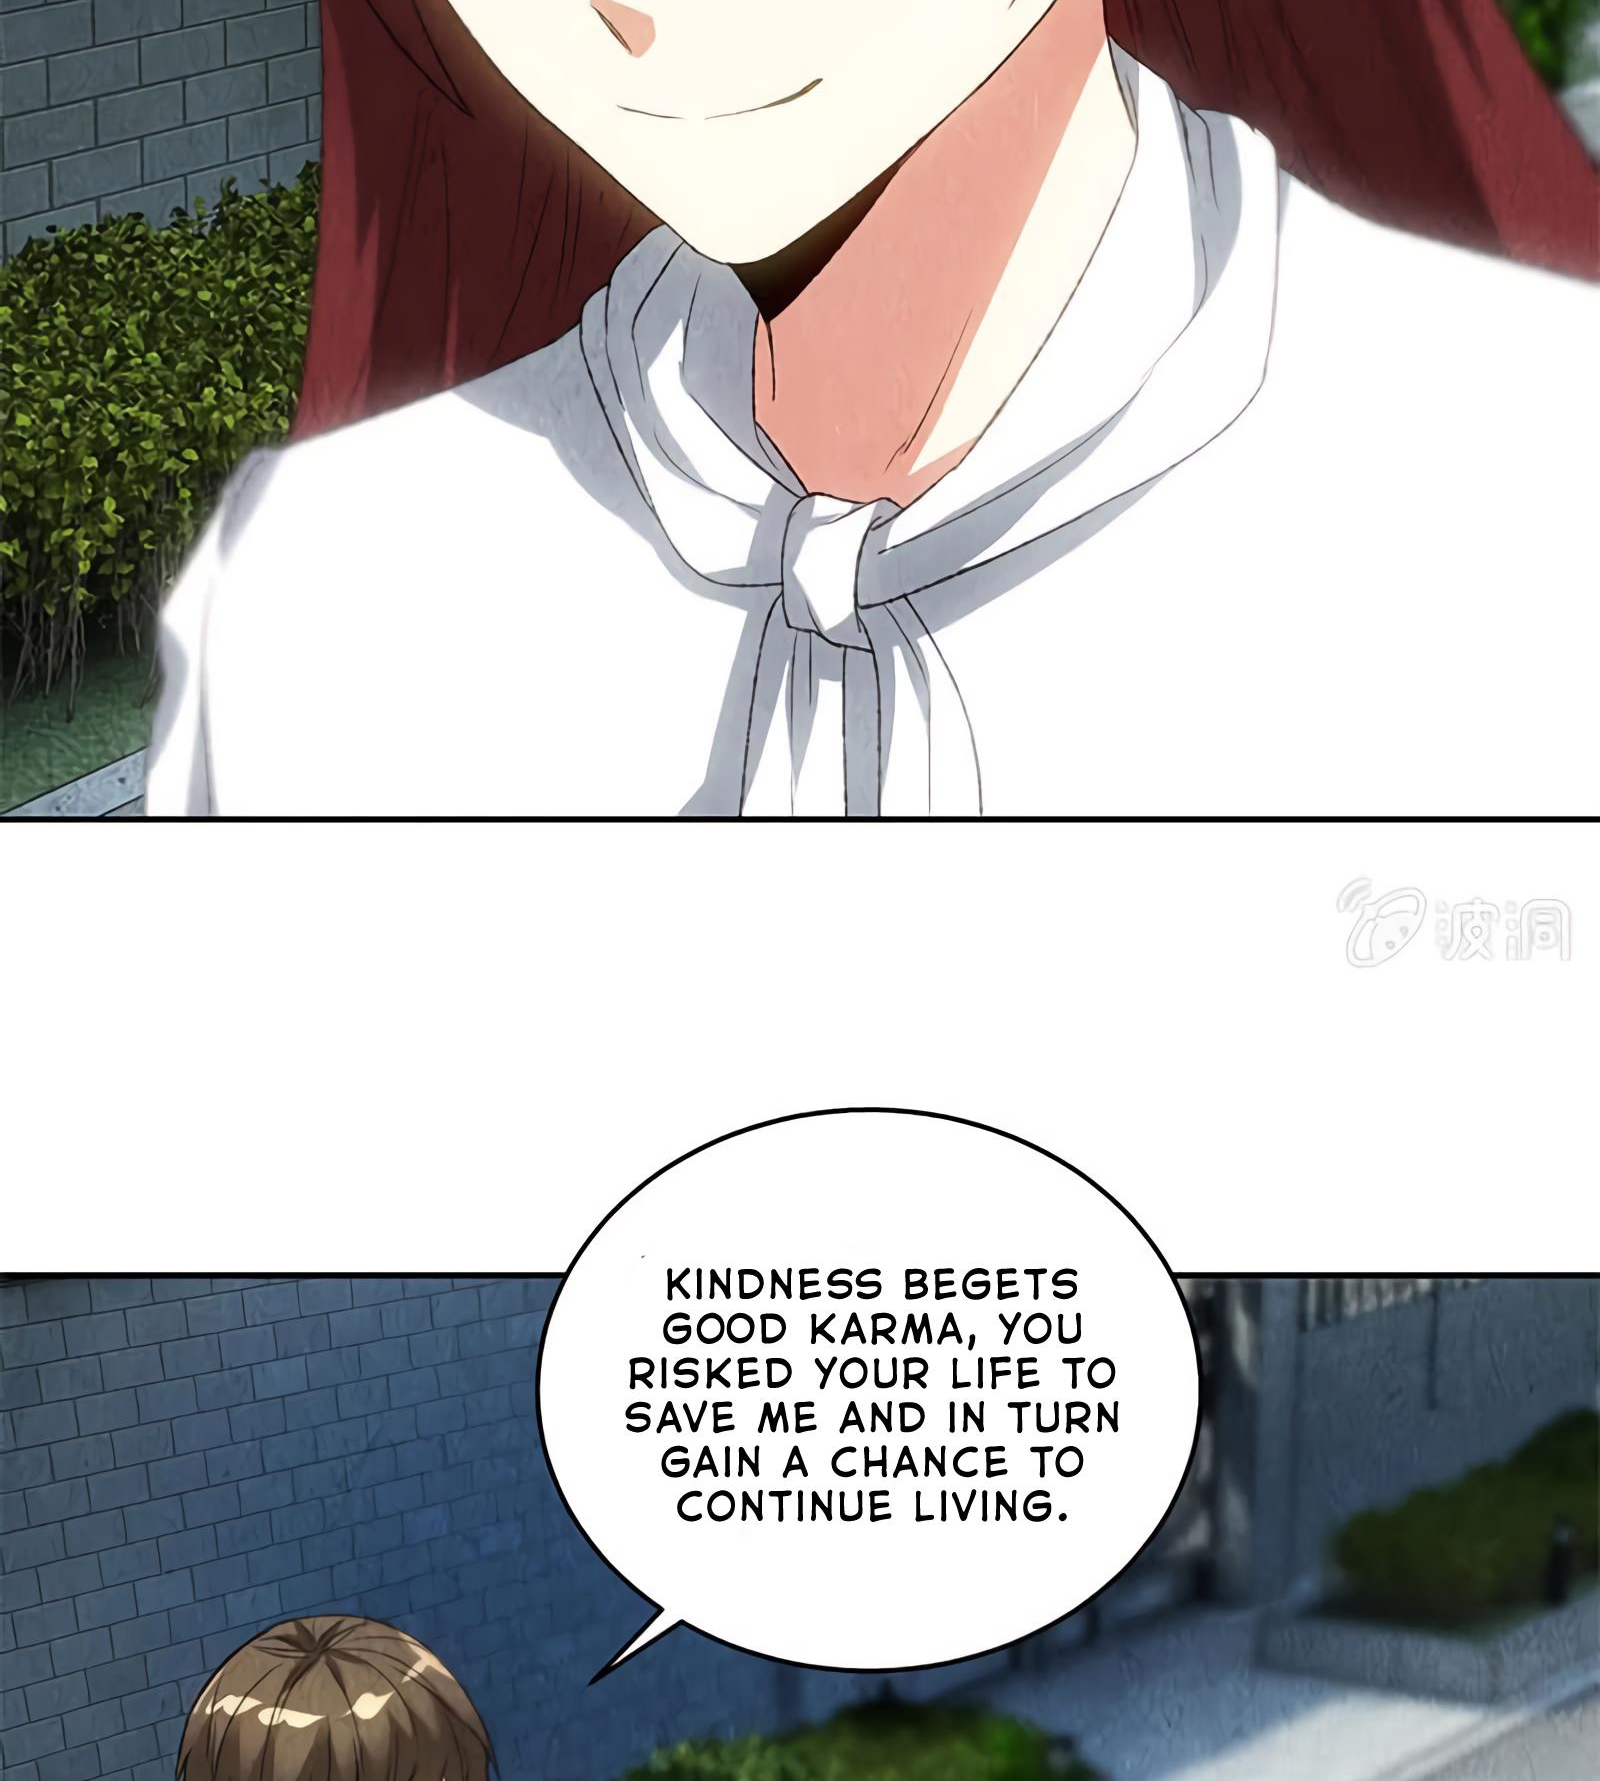 波洞
KINDNESS BEGETS
GOOD KARMA, YOU
RISKED YOUR LIFE TO
SAVE ME AND IN TURN
GAIN A CHANCE TO
CONTINUE LIVING.